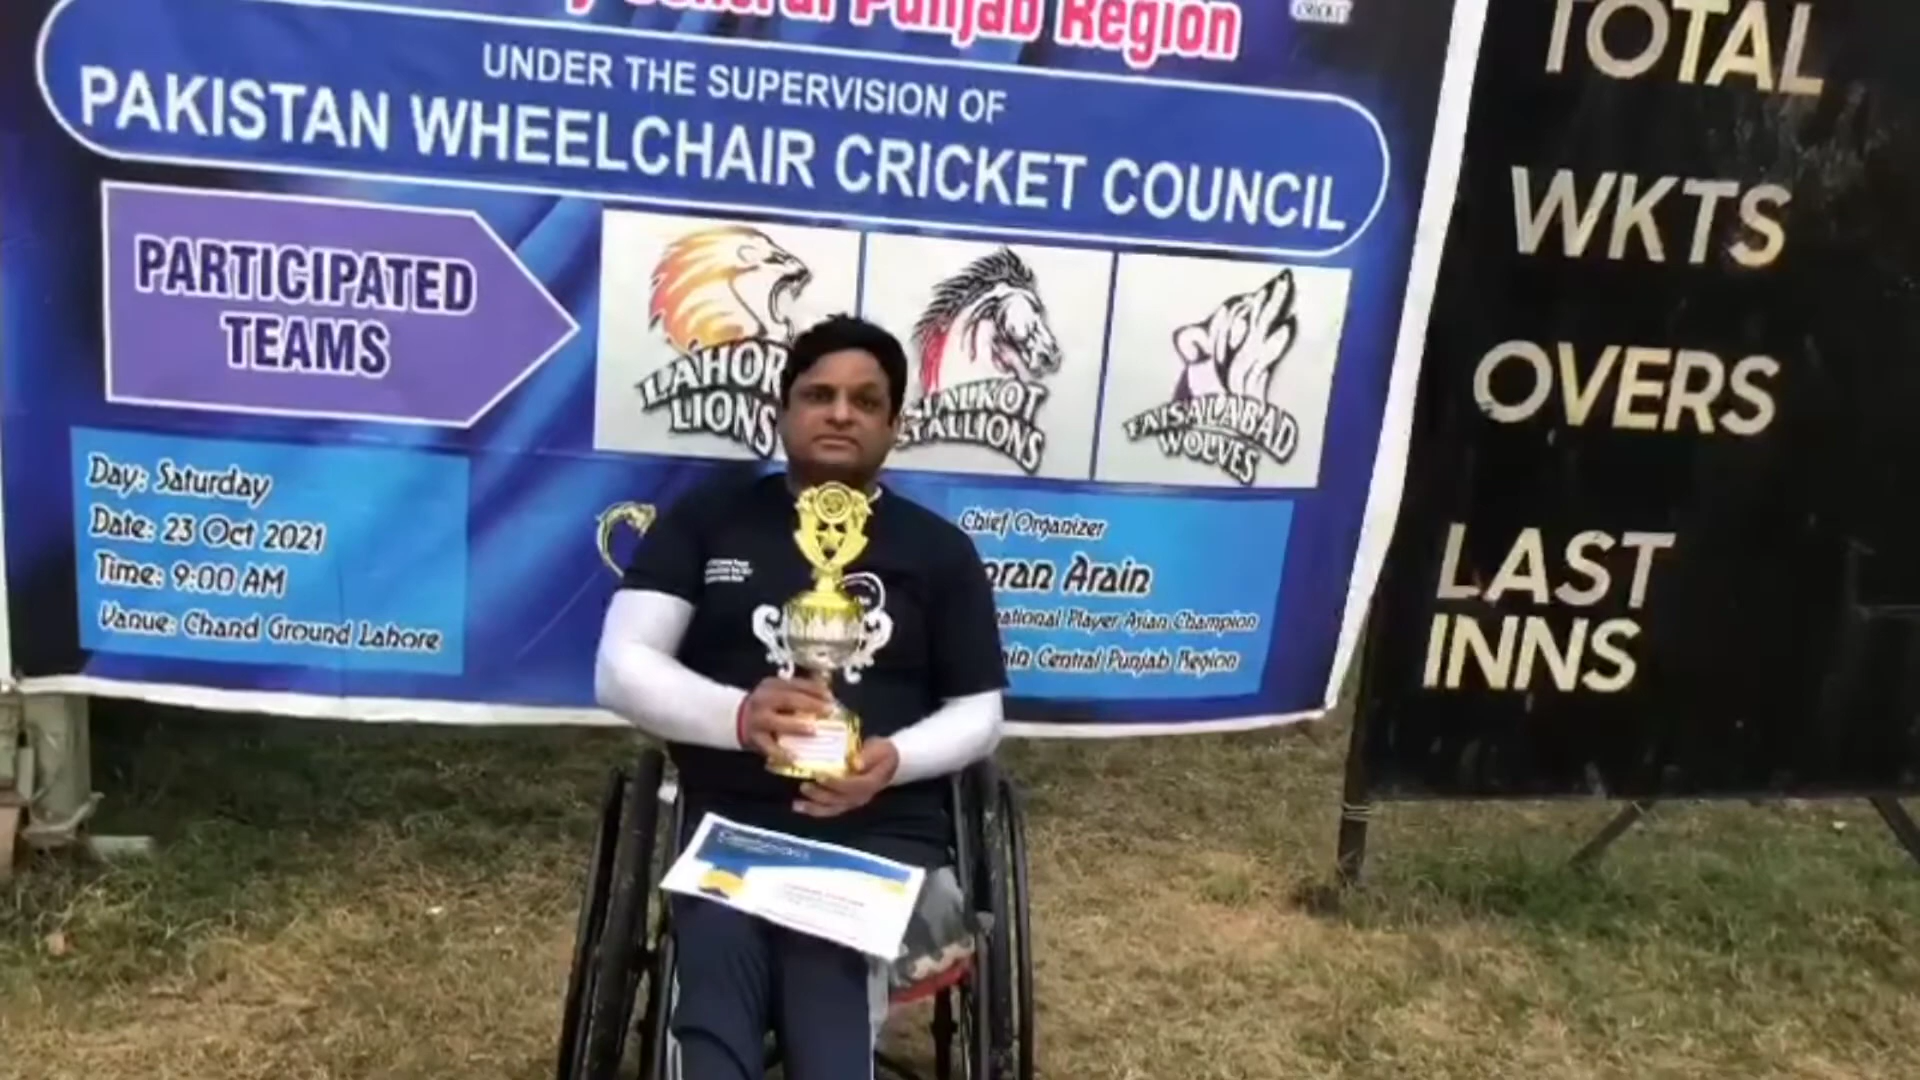 Central Punjab Region
UNDER THE SUPERVISION OF
PAKISTAN WHEELCHAIR CRICKET COUNCIL
PARTICIPATED
TEAMS
LAHOR
LIONS
SIALKOT
STALLIONS
FAISALABAD
WOLVES
Day: Saturday
Date: 23 Oct 2021
Time: 9:00 AM
Vanue: Chand Ground Lahore
Chief Organizer
Arain
Player Asian Champion
Central Punjab Region
TOTAL
WKTS
OVERS
LAST
INNS